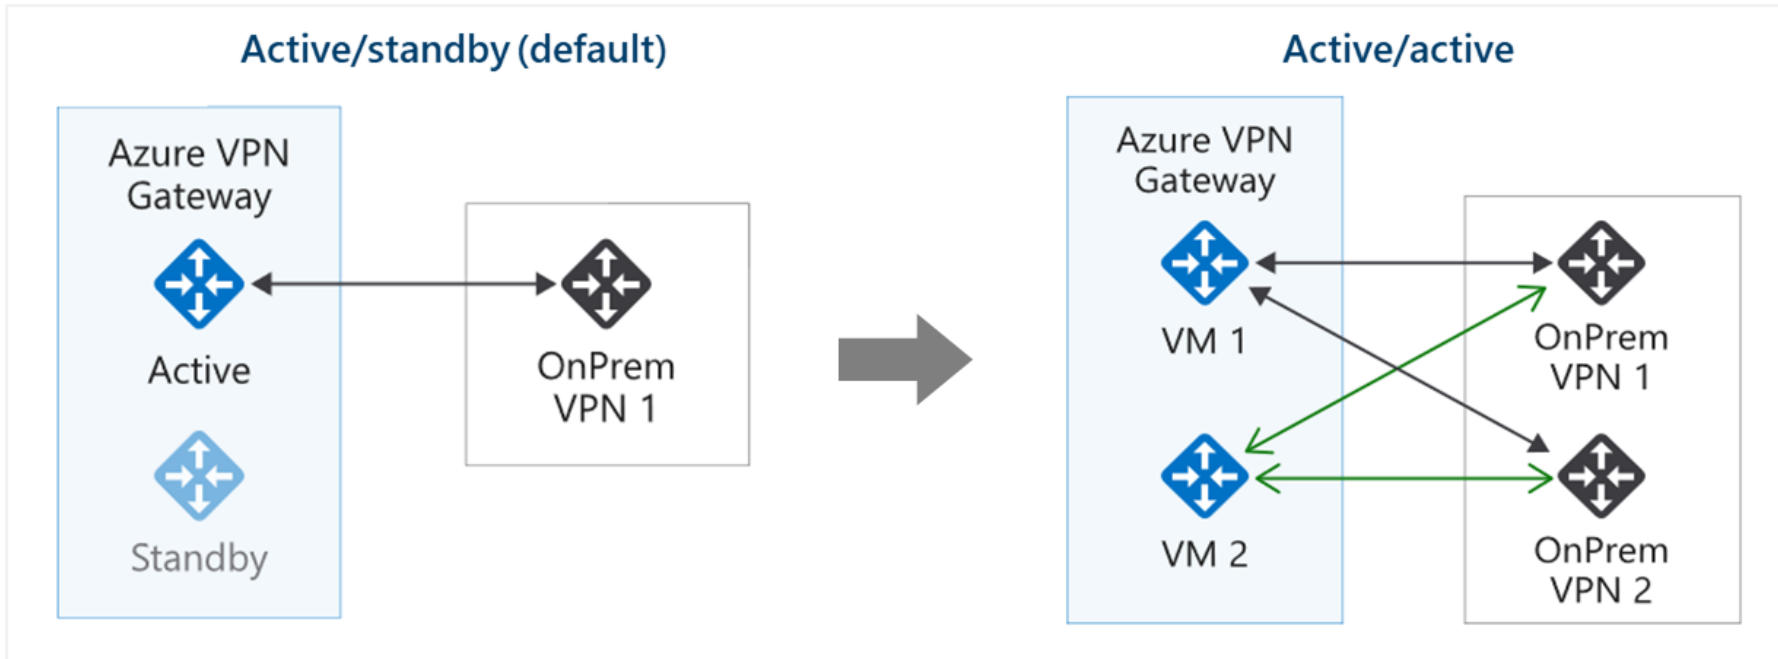 Active/standby (default)
Azure VPN
Gateway
Active
Standby
OnPrem
VPN 1
Active/active
Azure VPN
Gateway
VM 1
VM 2
OnPrem
VPN 1
OnPrem
VPN 2